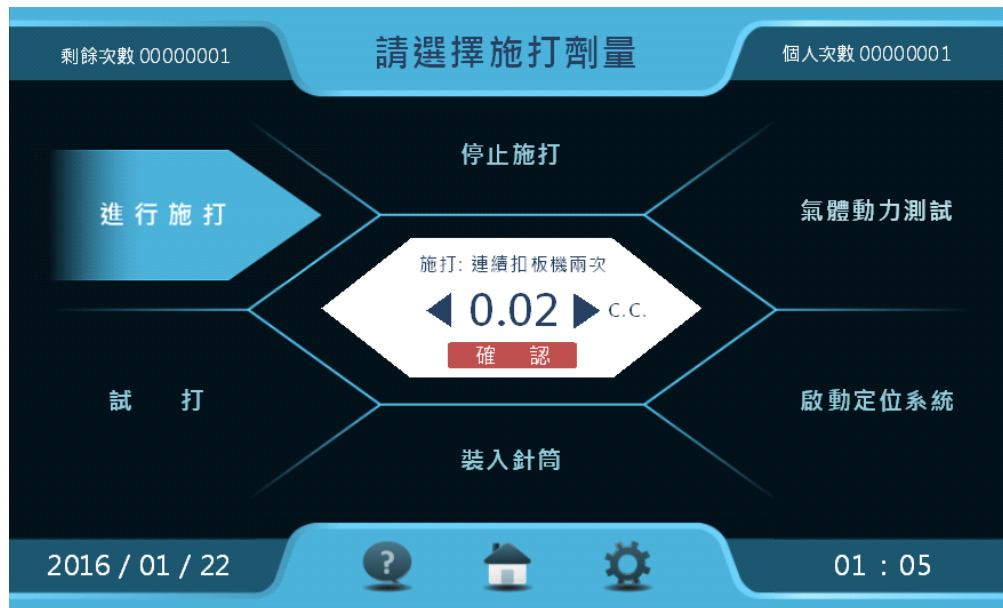 剩餘次數 00000001
請選擇施打劑量
個人次數 00000001
停止施打
進行施打
氣體動力測試
施打: 連續扣板機兩次
0.02 C.C.
確 認
試 打
啟動定位系統
裝入針筒
2016 / 01 / 22
?
01 : 05